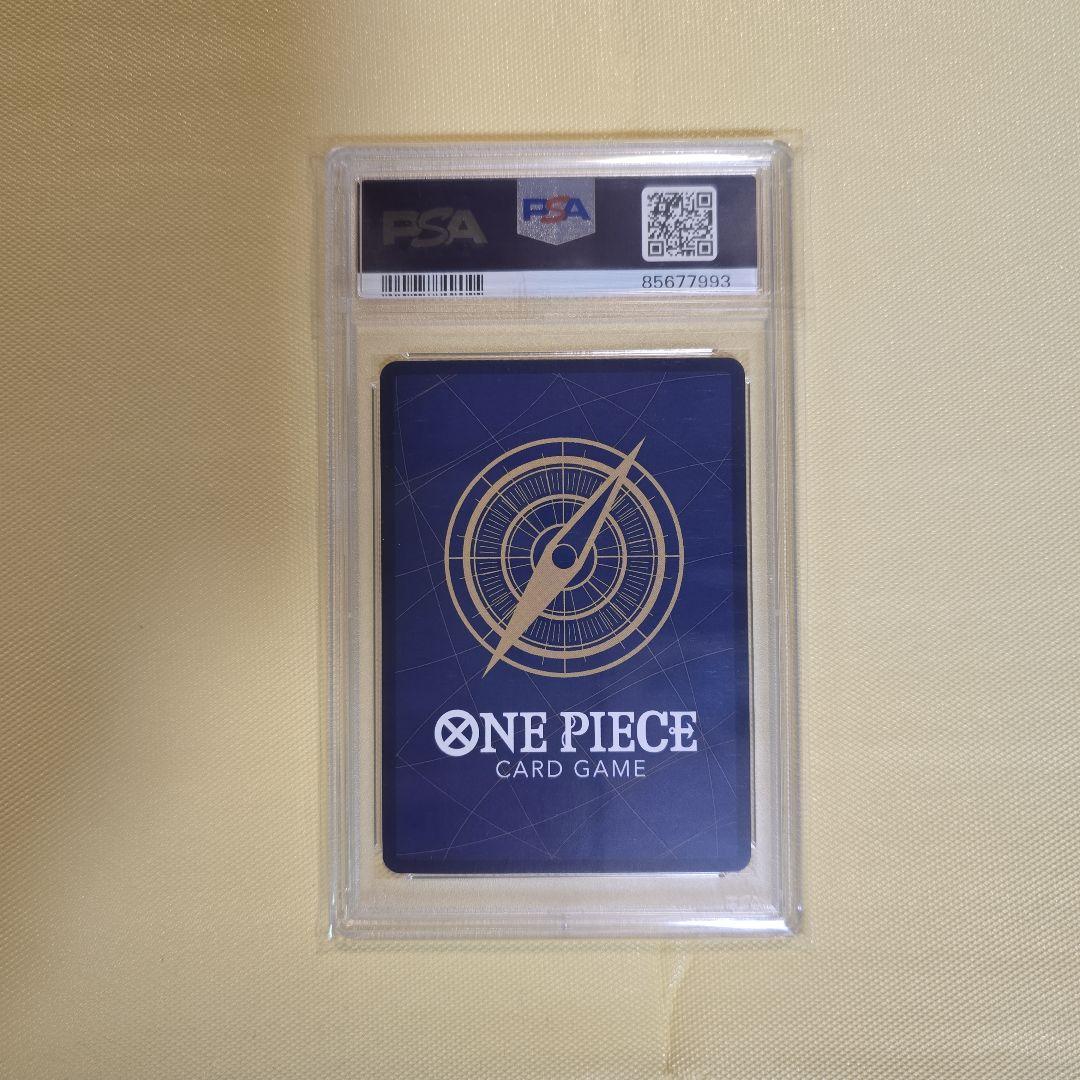 PSA
PSA
85677993
ONE PIECE
CARD GAME